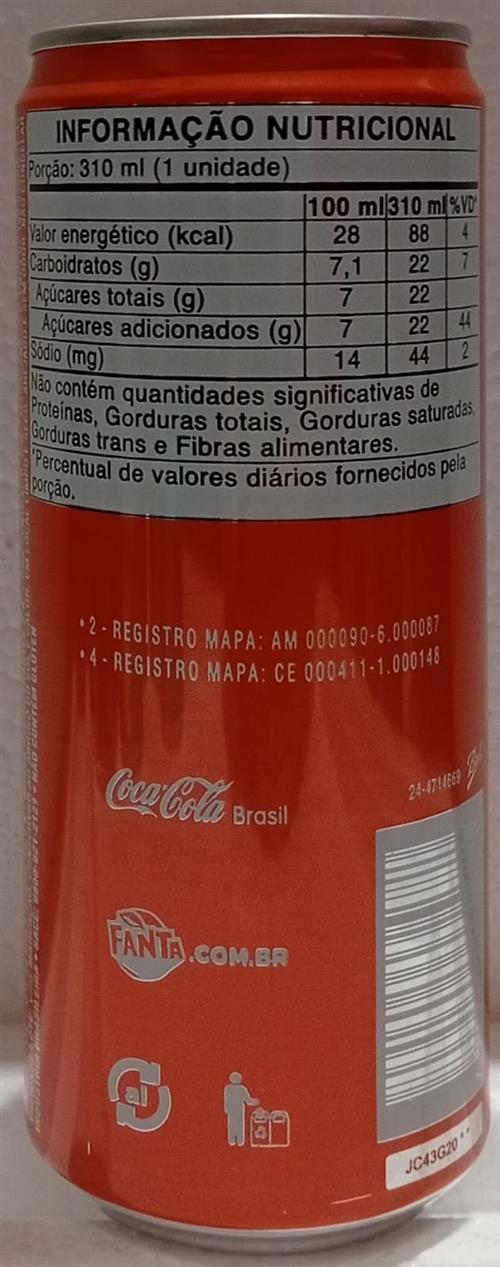 INFORMAÇÃO NUTRICIONAL
Porção: 310 ml (1 unidade)
100 ml 310 ml %VD*
Valor energético (kcal) 28 88 4
Carboidratos (g) 7,1 22 7
Açúcares totais (g) 7 22
Açúcares adicionados (g) 7 22 44
Sódio (mg) 14 44 2
Não contém quantidades significativas de
Proteínas, Gorduras totais, Gorduras saturadas,
Gorduras trans e Fibras alimentares.
*Percentual de valores diários fornecidos pela
porção.
•2 - REGISTRO MAPA: AM 000090-6.000087
•4 - REGISTRO MAPA: CE 000411-1.000148
24-4714669
Coca-Cola Brasil
FANTA.COM.BR
al
JC43G20**